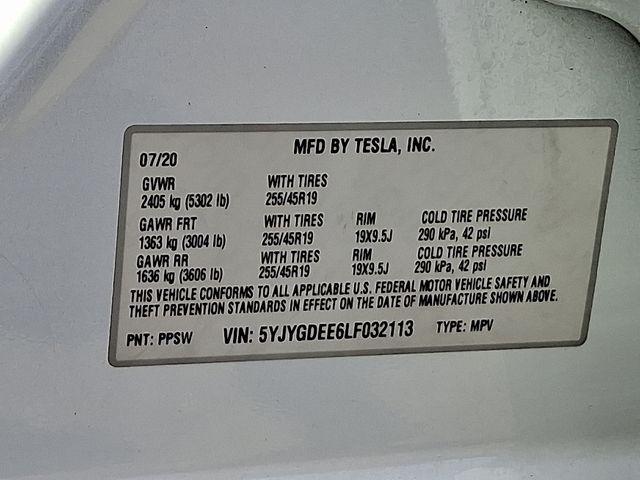 MFD BY TESLA, INC.
07/20
GVWR WITH TIRES
2405 kg (5302 lb) 255/45R19
GAWR FRT WITH TIRES RIM COLD TIRE PRESSURE
1363 kg (3004 lb) 255/45R19 19X9.5J 290 kPa, 42 psi
GAWR RR WITH TIRES RIM COLD TIRE PRESSURE
1636 kg (3606 lb) 255/45R19 19X9.5J 290 kPa, 42 psi
THIS VEHICLE CONFORMS TO ALL APPLICABLE U.S. FEDERAL MOTOR VEHICLE SAFETY AND
THEFT PREVENTION STANDARDS IN EFFECT ON THE DATE OF MANUFACTURE SHOWN ABOVE.
PNT: PPSW VIN: 5YJYGDEE6LF032113 TYPE: MPV